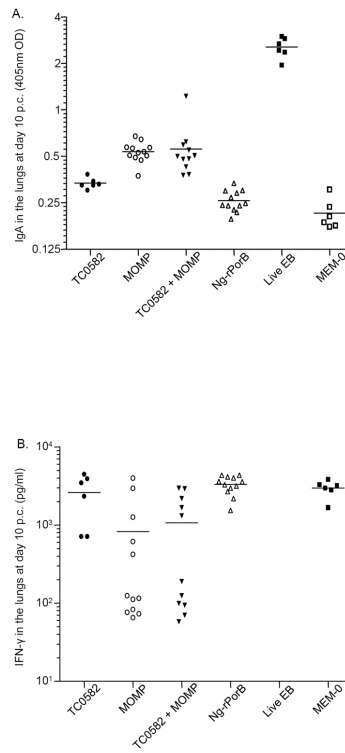 A.
IgA in the lungs at day 10 p.c. (405nm OD)
4
2
1
0.5
0.25
0.125
TC0582
MOMP
TC0582 + MOMP
Ng-rPorB
Live EB
MEM-0
B.
IFN-γ in the lungs at day 10 p.c. (pg/ml)
10⁴
10³
10²
10¹
TC0582
MOMP
TC0582 + MOMP
Ng-rPorB
Live EB
MEM-0